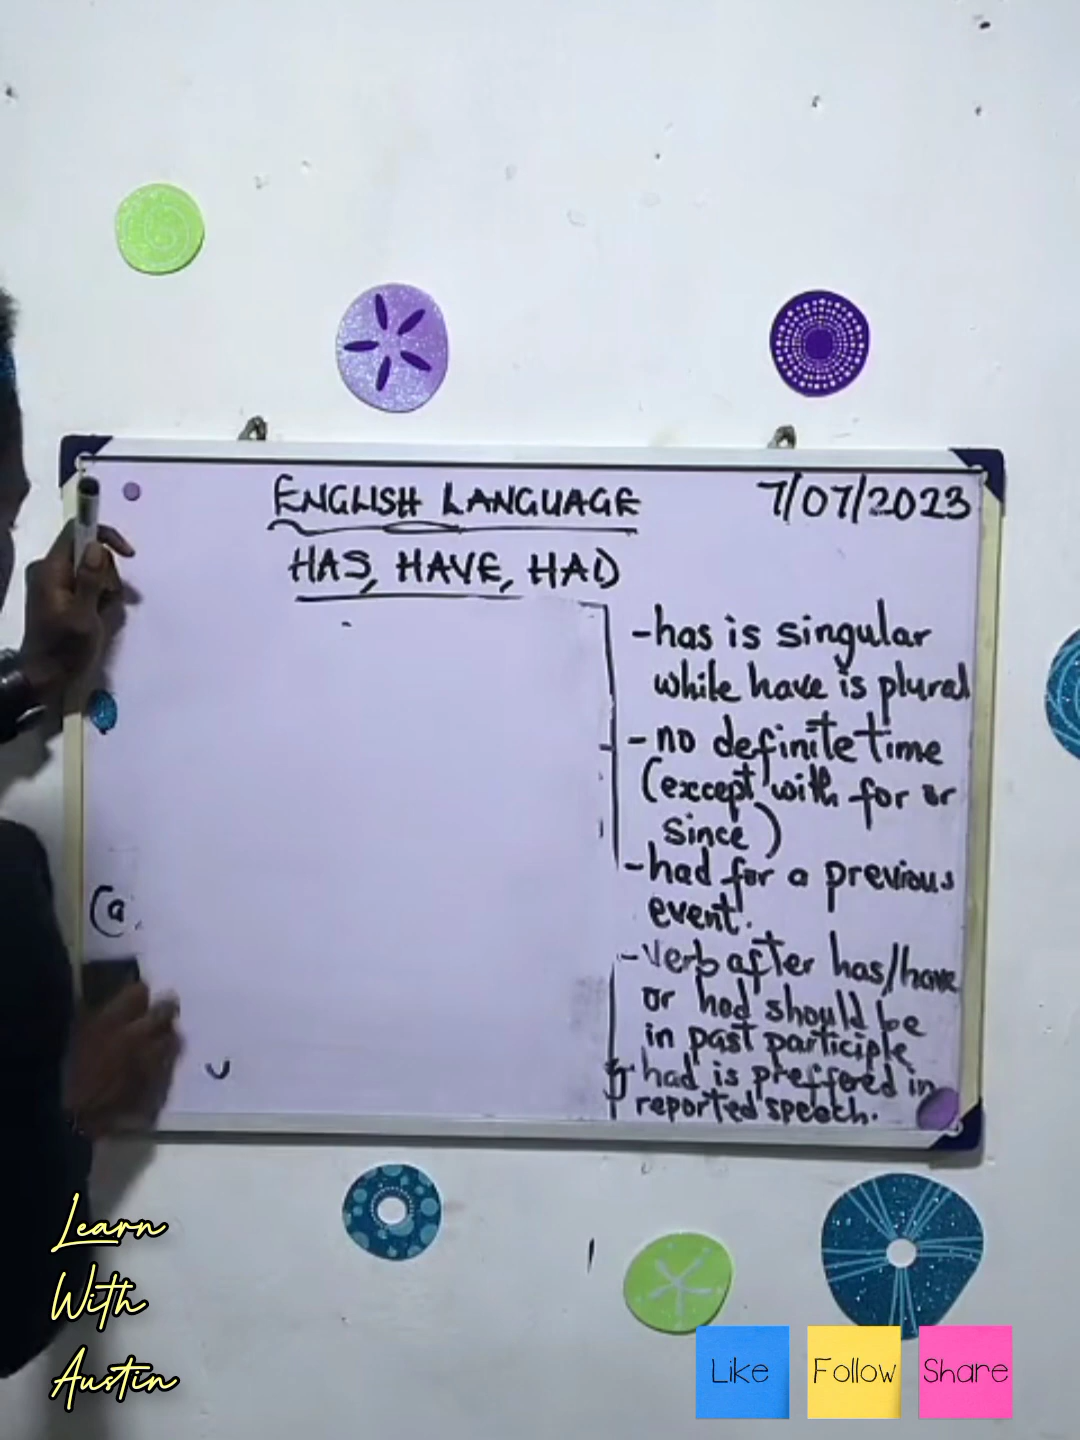 ENGLISH LANGUAGE
7/07/2023
HAS, HAVE, HAD
-has is singular
while have is plural
-no definite time
(except with for or
since)
-had for a previous
event.
-verb after has/have
or had should be
in past participle
had is preffered in
reported speech.
(a
Learn
With
Austin
Like
Follow
Share